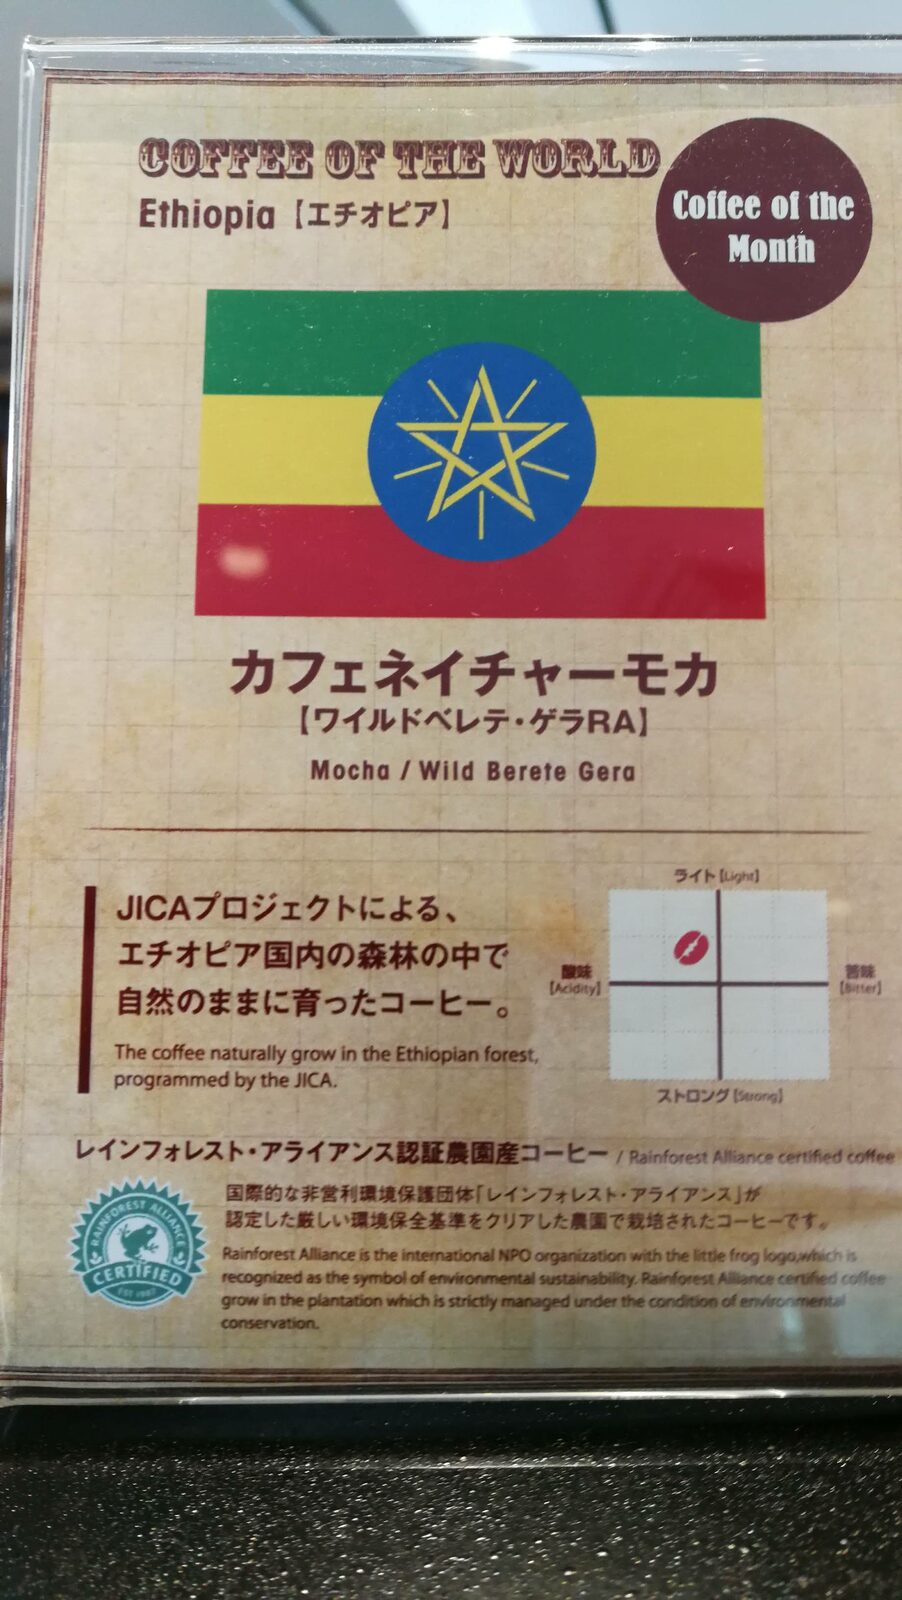 COFFEE OF THE WORLD
Ethiopia【エチオピア】
Coffee of the
Month
カフェネイチャーモカ
【ワイルドベレテ・ゲラRA】
Mocha / Wild Berete Gera
JICAプロジェクトによる、
エチオピア国内の森林の中で
自然のままに育ったコーヒー。
The coffee naturally grow in the Ethiopian forest,
programmed by the JICA.
ライト【Light】
酸味
【Acidity】
苦味
【Bitter】
ストロング【Strong】
レインフォレスト・アライアンス認証農園産コーヒー / Rainforest Alliance certified coffee
RAINFOREST ALLIANCE
CERTIFIED
EST 1987
国際的な非営利環境保護団体「レインフォレスト・アライアンス」が
認定した厳しい環境保全基準をクリアした農園で栽培されたコーヒーです。
Rainforest Alliance is the international NPO organization with the little frog logo,which is
recognized as the symbol of environmental sustainability. Rainforest Alliance certified coffee
grow in the plantation which is strictly managed under the condition of environmental
conservation.